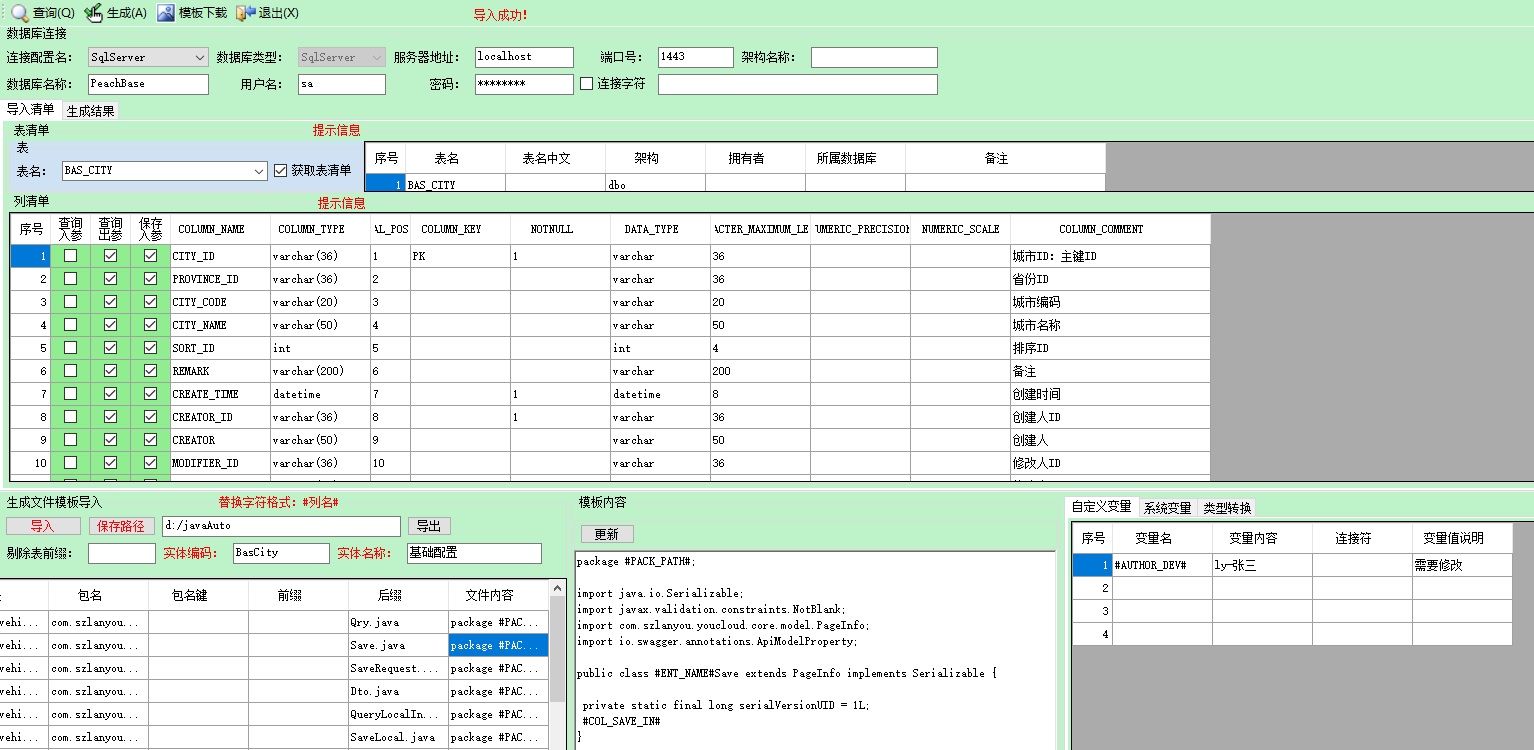 查询(Q) 生成(A) 模板下载 退出(X) 导入成功!
数据库连接
连接配置名: SqlServer 数据库类型: SqlServer 服务器地址: localhost 端口号: 1443 架构名称:
数据库名称: PeachBase 用户名: sa 密码: ******** 连接字符
导入清单 生成结果
表清单 提示信息
表
表名: BAS_CITY 获取表清单
序号 表名 表名中文 架构 拥有者 所属数据库 备注
1 BAS_CITY dbo
列清单 提示信息
序号 查询入参 查询出参 保存入参 COLUMN_NAME COLUMN_TYPE AL_POS COLUMN_KEY NOTNULL DATA_TYPE ACTER_MAXIMUM_LE UMERIC_PRECISION NUMERIC_SCALE COLUMN_COMMENT
1 CITY_ID varchar(36) 1 PK 1 varchar 36 城市ID: 主键ID
2 PROVINCE_ID varchar(36) 2 varchar 36 省份ID
3 CITY_CODE varchar(20) 3 varchar 20 城市编码
4 CITY_NAME varchar(50) 4 varchar 50 城市名称
5 SORT_ID int 5 int 4 排序ID
6 REMARK varchar(200) 6 varchar 200 备注
7 CREATE_TIME datetime 7 1 datetime 8 创建时间
8 CREATOR_ID varchar(36) 8 1 varchar 36 创建人ID
9 CREATOR varchar(50) 9 varchar 50 创建人
10 MODIFIER_ID varchar(36) 10 varchar 36 修改人ID
生成文件模板导入 替换字符格式: #列名#
导入 保存路径 d:/javaAuto 导出
剔除表前缀: 实体编码: BasCity 实体名称: 基础配置
包名 包名键 前缀 后缀 文件内容
vehi... com.szlanyou... Qry.java package #PAC...
vehi... com.szlanyou... Save.java package #PAC...
vehi... com.szlanyou... SaveRequest.... package #PAC...
vehi... com.szlanyou... Dto.java package #PAC...
vehi... com.szlanyou... QueryLocalIn... package #PAC...
vehi... com.szlanyou... SaveLocal.java package #PAC...
模板内容
更新
package #PACK_PATH#;
import java.io.Serializable;
import javax.validation.constraints.NotBlank;
import com.szlanyou.youcloud.core.model.PageInfo;
import io.swagger.annotations.ApiModelProperty;
public class #ENT_NAME#Save extends PageInfo implements Serializable {
private static final long serialVersionUID = 1L;
#COL_SAVE_IN#
}
自定义变量 系统变量 类型转换
序号 变量名 变量内容 连接符 变量值说明
1 #AUTHOR_DEV# ly-张三 需要修改
2
3
4